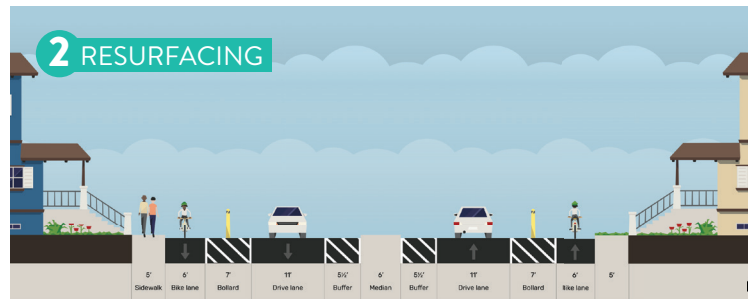 2 RESURFACING
5' 6' 7' 11' 5½' 6' 5½' 11' 7' 6' 5'
Sidewalk Bike lane Bollard Drive lane Buffer Median Buffer Drive lane Bollard Bike lane